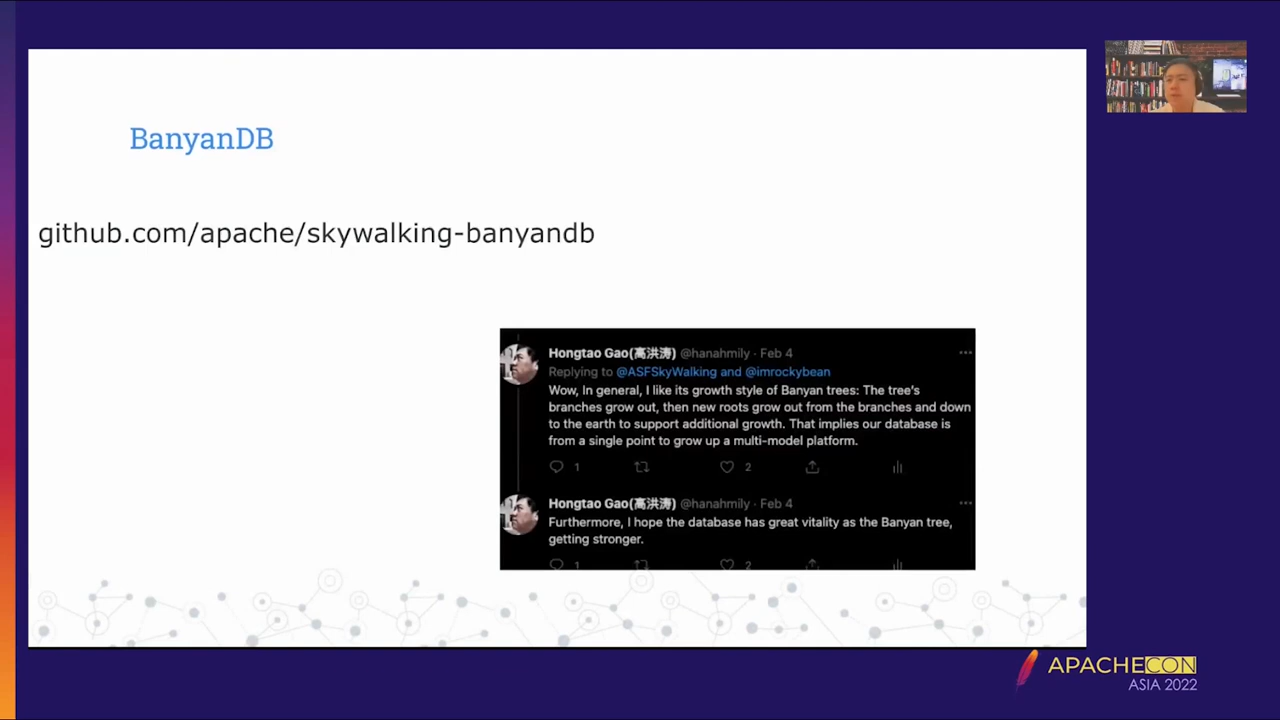 BanyanDB
github.com/apache/skywalking-banyandb
Hongtao Gao(高洪涛) @hanahmily · Feb 4
Replying to @ASFSkyWalking and @imrockybean
Wow, In general, I like its growth style of Banyan trees: The tree's
branches grow out, then new roots grow out from the branches and down
to the earth to support additional growth. That implies our database is
from a single point to grow up a multi-model platform.
1 2
Hongtao Gao(高洪涛) @hanahmily · Feb 4
Furthermore, I hope the database has great vitality as the Banyan tree,
getting stronger.
1 2
APACHECON
ASIA 2022